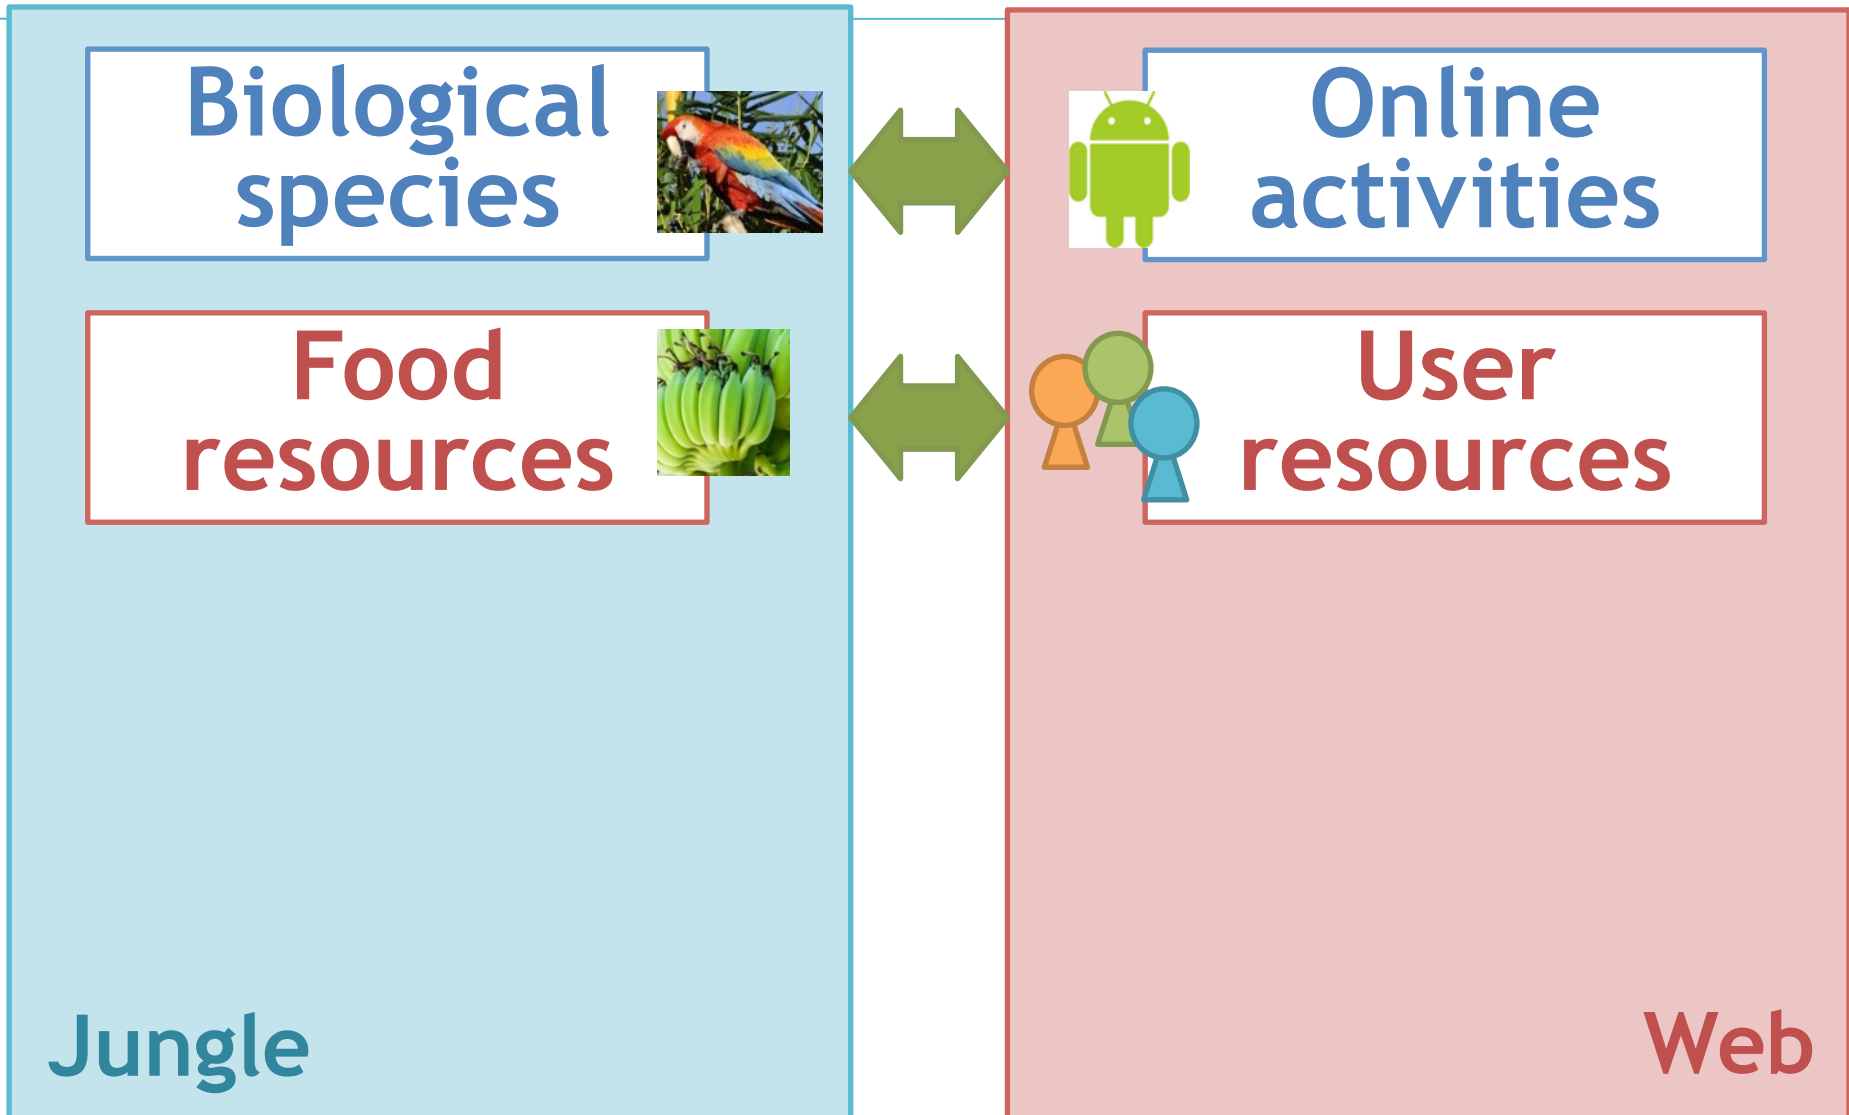 Biological
species
Online
activities
Food
resources
User
resources
Jungle
Web